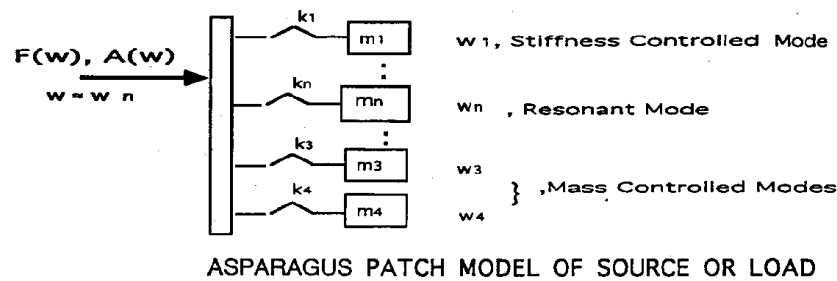 k1
m1
w1, Stiffness Controlled Mode
F(w), A(w)
w ≈ w n
kn
mn
wn , Resonant Mode
k3
m3
w3
} ,Mass Controlled Modes
k4
m4
w4
ASPARAGUS PATCH MODEL OF SOURCE OR LOAD